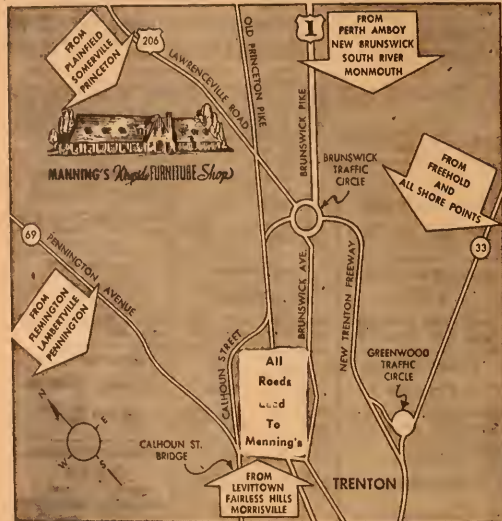 FROM
PLAINFIELD
SOMERVILLE
PRINCETON
206
LAWRENCEVILLE ROAD
OLD PRINCETON PIKE
BRUNSWICK PIKE
1
FROM
PERTH AMBOY
NEW BRUNSWICK
SOUTH RIVER
MONMOUTH
MANNING'S FURNITURE Shop
BRUNSWICK
TRAFFIC
CIRCLE
FROM
FREEHOLD
AND
ALL SHORE POINTS
33
69
PENNINGTON AVENUE
FROM
FLEMINGTON
LAMBERTVILLE
PENNINGTON
CALHOUN STREET
BRUNSWICK AVE.
NEW TRENTON FREEWAY
GREENWOOD
TRAFFIC
CIRCLE
All
Roads
To
Manning's
N
E
W
S
CALHOUN ST.
BRIDGE
FROM
LEVITTOWN
FAIRLESS HILLS
MORRISVILLE
TRENTON